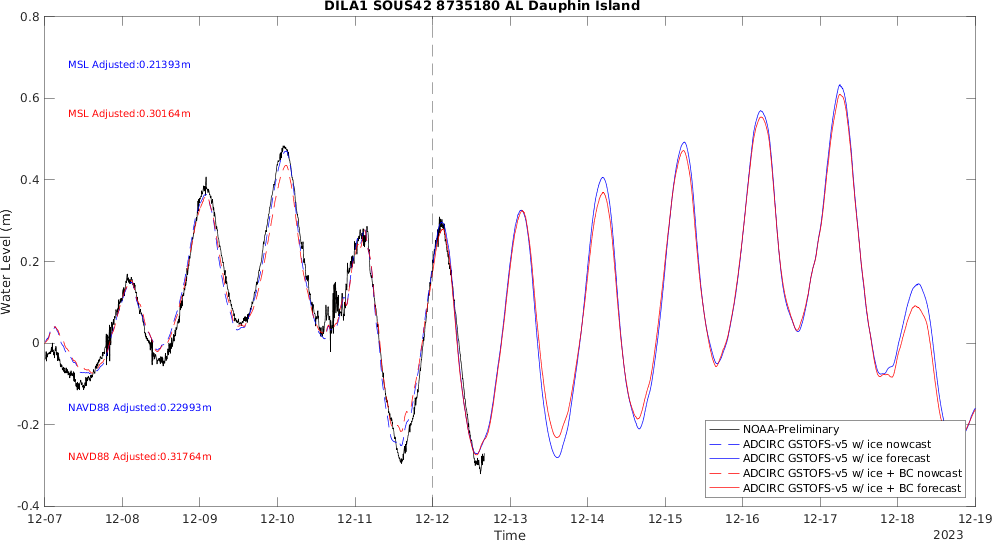 DILA1 SOUS42 8735180 AL Dauphin Island
0.8
0.6
0.4
0.2
0
-0.2
-0.4
Water Level (m)
MSL Adjusted:0.21393m
MSL Adjusted:0.30164m
NAVD88 Adjusted:0.22993m
NAVD88 Adjusted:0.31764m
NOAA-Preliminary
ADCIRC GSTOFS-v5 w/ ice nowcast
ADCIRC GSTOFS-v5 w/ ice forecast
ADCIRC GSTOFS-v5 w/ ice + BC nowcast
ADCIRC GSTOFS-v5 w/ ice + BC forecast
12-07 12-08 12-09 12-10 12-11 12-12 12-13 12-14 12-15 12-16 12-17 12-18 12-19
Time
2023